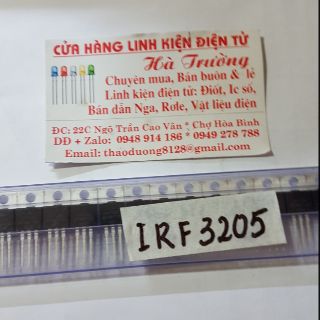 CỬA HÀNG LINH KIỆN ĐIỆN TỬ
Hà Trường
Chuyên mua, Bán buôn & lẻ
Linh kiện điện tử: Điốt, Ic số,
Bán dẫn Nga, Rơle, Vật liệu điện
ĐC: 22C Ngõ Trần Cao Vân * Chợ Hòa Bình
DĐ + Zalo: 0948 914 186 * 0949 278 788
Email: thaoduong8128@gmail.com
IRF3205